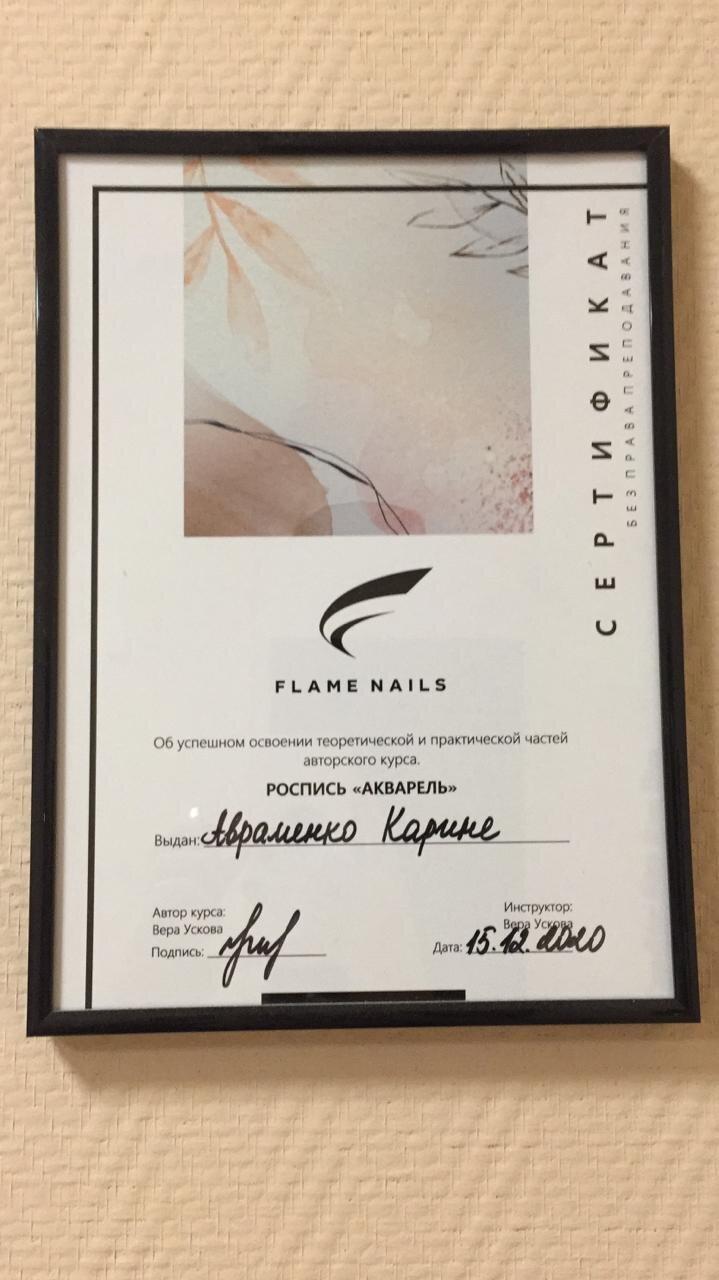 СЕРТИФИКАТ
БЕЗ ПРАВА ПРЕПОДАВАНИЯ
FLAME NAILS
Об успешном освоении теоретической и практической частей
авторского курса.
РОСПИСЬ «АКВАРЕЛЬ»
Выдан: Авраменко Карине
Автор курса:
Вера Ускова
Подпись:
Инструктор:
Вера Ускова
Дата: 15.12.2020